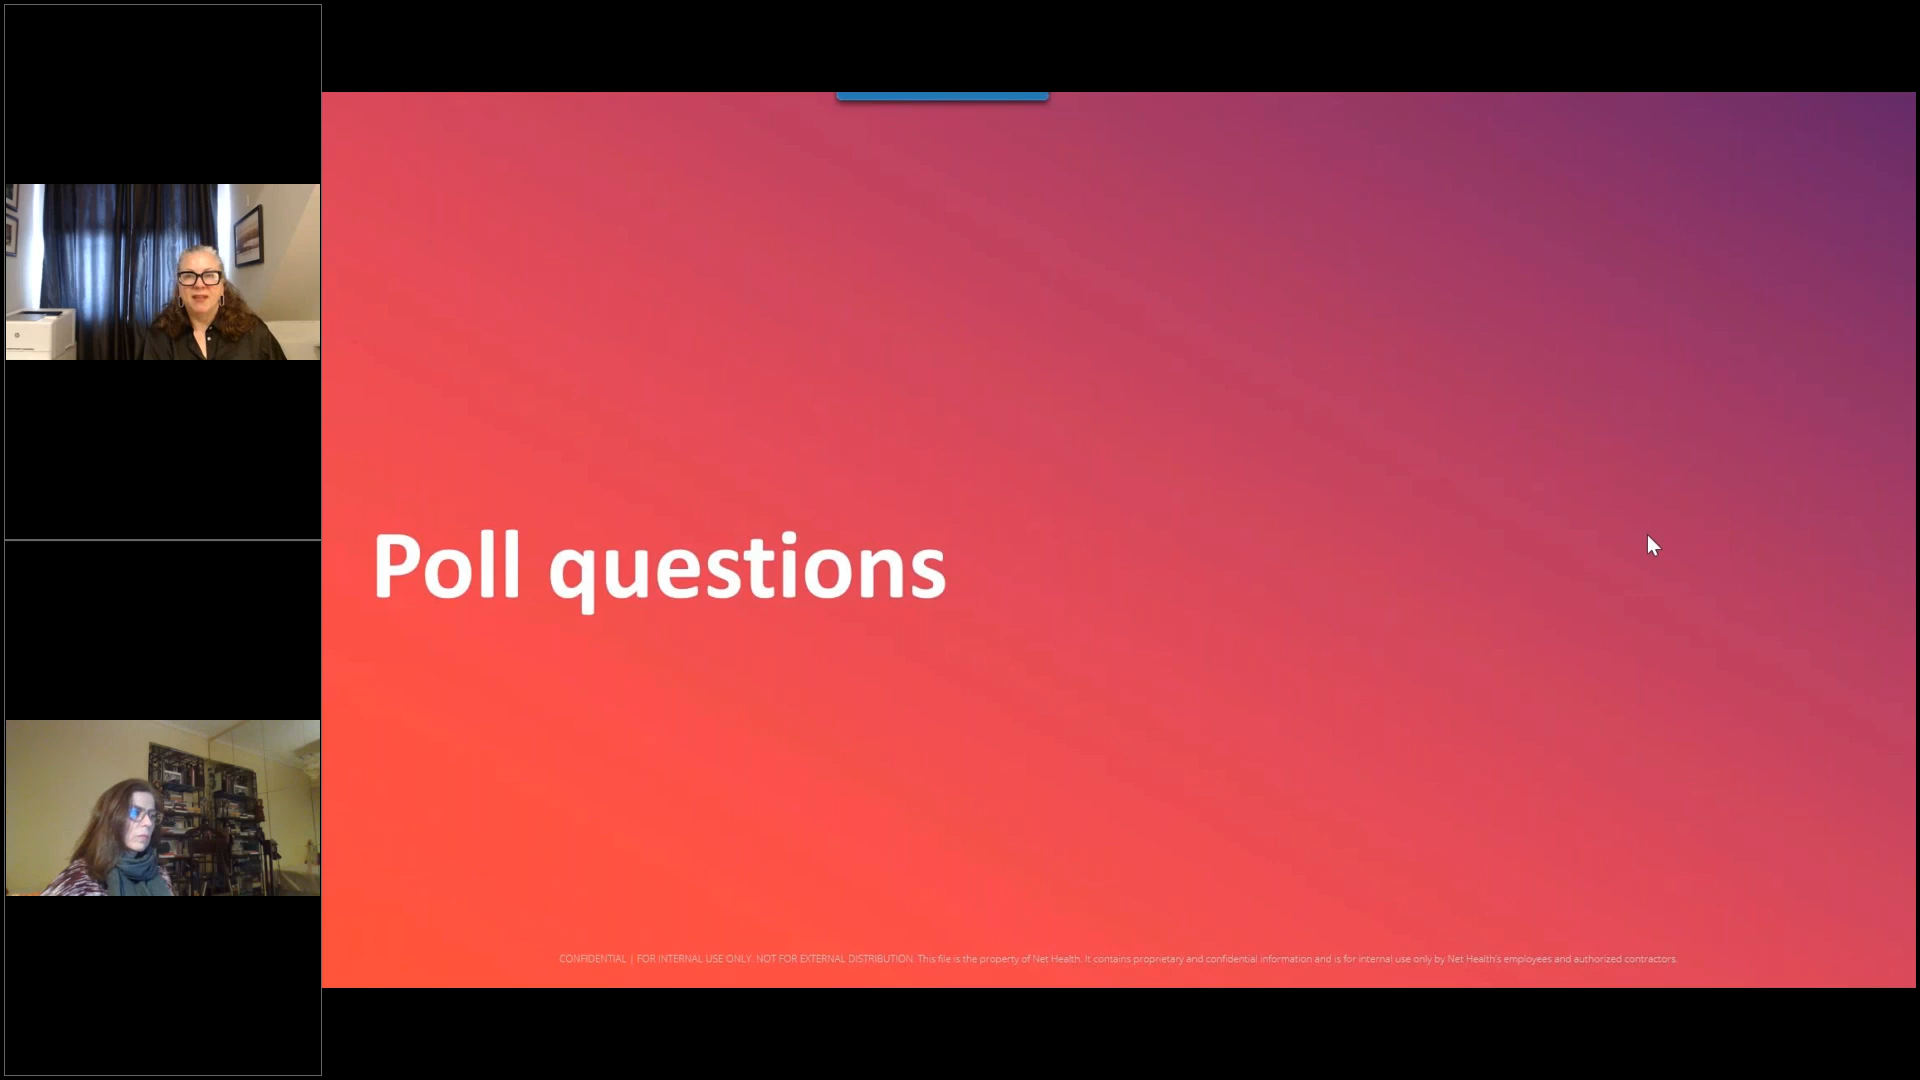 Poll questions
CONFIDENTIAL | FOR INTERNAL USE ONLY. NOT FOR EXTERNAL DISTRIBUTION. This file is the property of Net Health. It contains proprietary and confidential information and is for internal use only by Net Health's employees and authorized contractors.